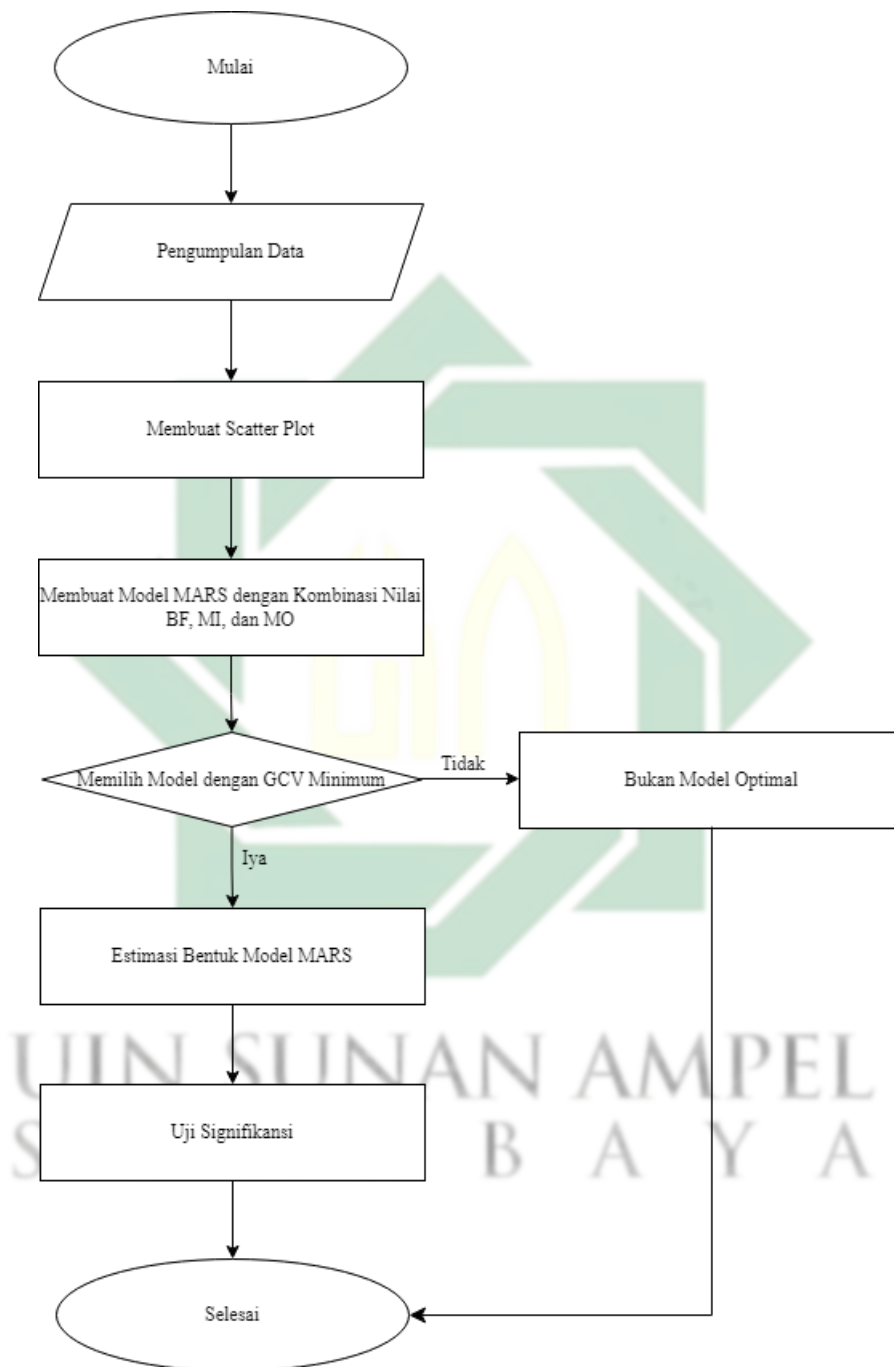 Mulai
Pengumpulan Data
Membuat Scatter Plot
Membuat Model MARS dengan Kombinasi Nilai
BF, MI, dan MO
Memilih Model dengan GCV Minimum
Tidak
Bukan Model Optimal
Iya
Estimasi Bentuk Model MARS
UIN SUNAN AMPEL
Uji Signifikansi
S B A Y A
Selesai